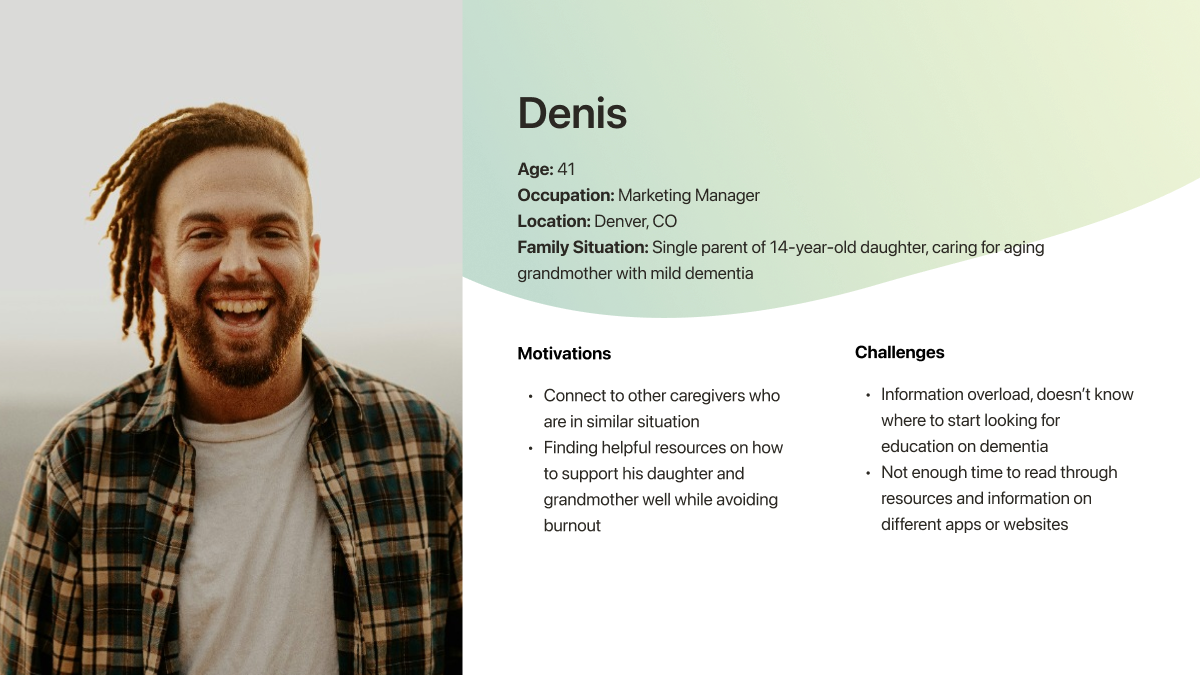 Denis
Age: 41
Occupation: Marketing Manager
Location: Denver, CO
Family Situation: Single parent of 14-year-old daughter, caring for aging
grandmother with mild dementia
Motivations
• Connect to other caregivers who
are in similar situation
• Finding helpful resources on how
to support his daughter and
grandmother well while avoiding
burnout
Challenges
• Information overload, doesn’t know
where to start looking for
education on dementia
• Not enough time to read through
resources and information on
different apps or websites